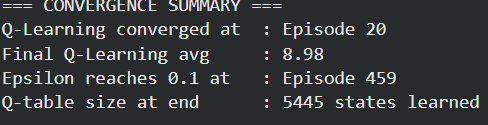 === CONVERGENCE SUMMARY ===
Q-Learning converged at  : Episode 20
Final Q-Learning avg     : 8.98
Epsilon reaches 0.1 at   : Episode 459
Q-table size at end      : 5445 states learned